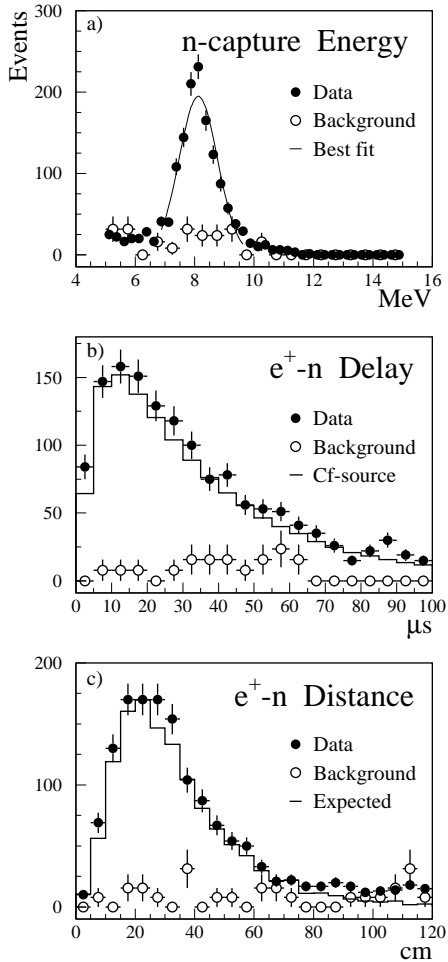 a)
n-capture Energy
Events
Data
Background
Best fit
300
200
100
0
4 6 8 10 12 14 16
MeV
b)
e⁺-n Delay
Data
Background
Cf-source
150
100
50
0
0 10 20 30 40 50 60 70 80 90 100
μs
c)
e⁺-n Distance
Data
Background
Expected
200
100
0
0 20 40 60 80 100 120
cm